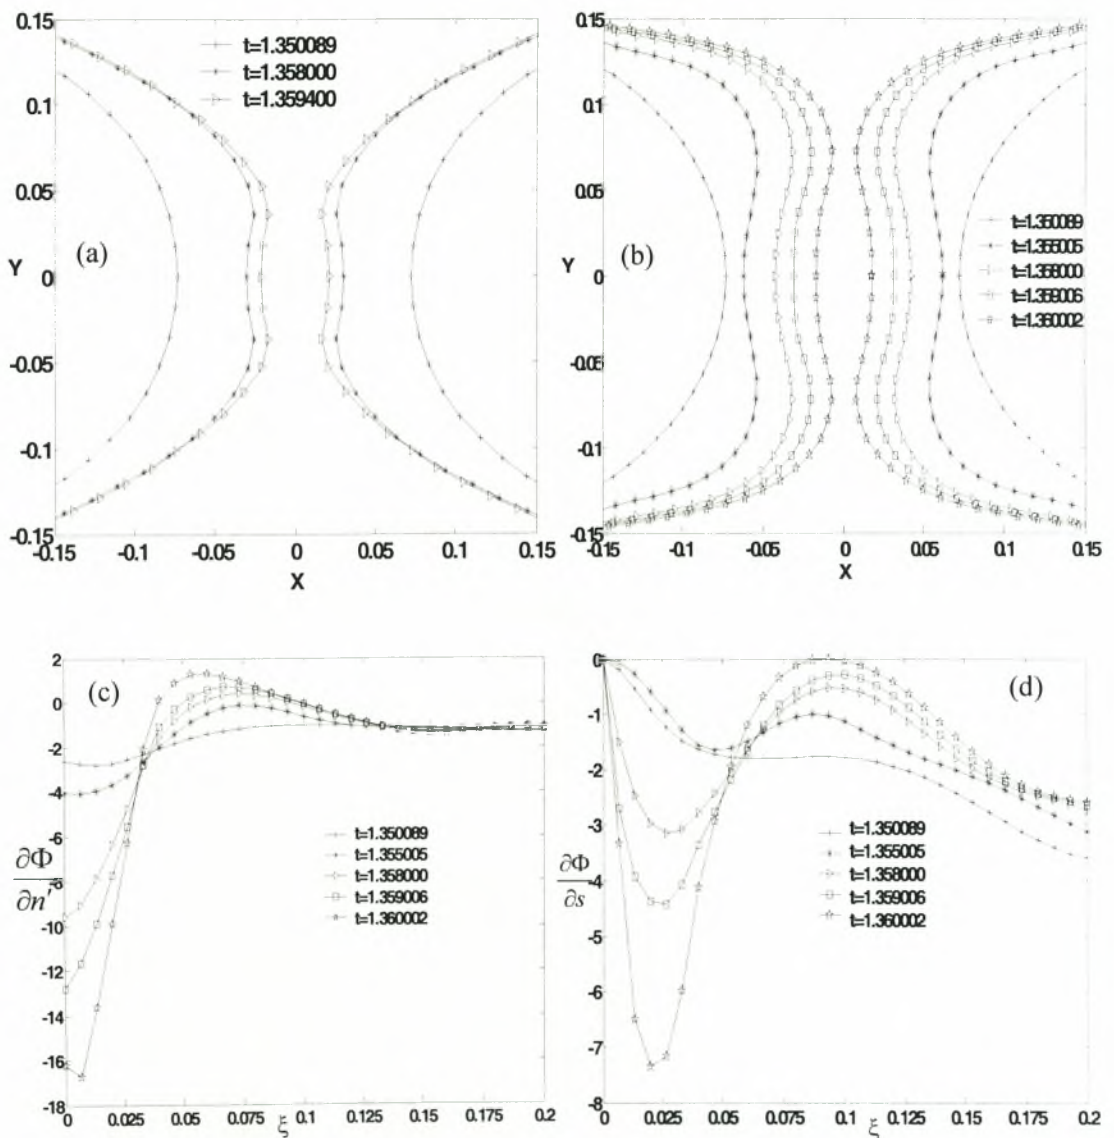 (a)
t=1.350089
t=1.358000
t=1.359400
0.15
0.1
0.05
Y 0
-0.05
-0.1
-0.15
-0.15 -0.1 -0.05 0 0.05 0.1 0.15
X
(b)
t=1.350089
t=1.355005
t=1.358000
t=1.359006
t=1.360002
0.15
0.1
0.05
Y 0
-0.05
-0.1
-0.15
-0.15 -0.1 -0.05 0 0.05 0.1 0.15
X
(c)
2
0
-2
-4
-6
-8
-10
-12
-14
-16
-18
∂Φ
∂n'
t=1.350089
t=1.355005
t=1.358000
t=1.359006
t=1.360002
0 0.025 0.05 0.075 0.1 0.125 0.15 0.175 0.2
ξ
(d)
0
-1
-2
-3
-4
-5
-6
-7
-8
∂Φ
∂s
t=1.350089
t=1.355005
t=1.358000
t=1.359006
t=1.360002
0 0.025 0.05 0.075 0.1 0.125 0.15 0.175 0.2
ξ